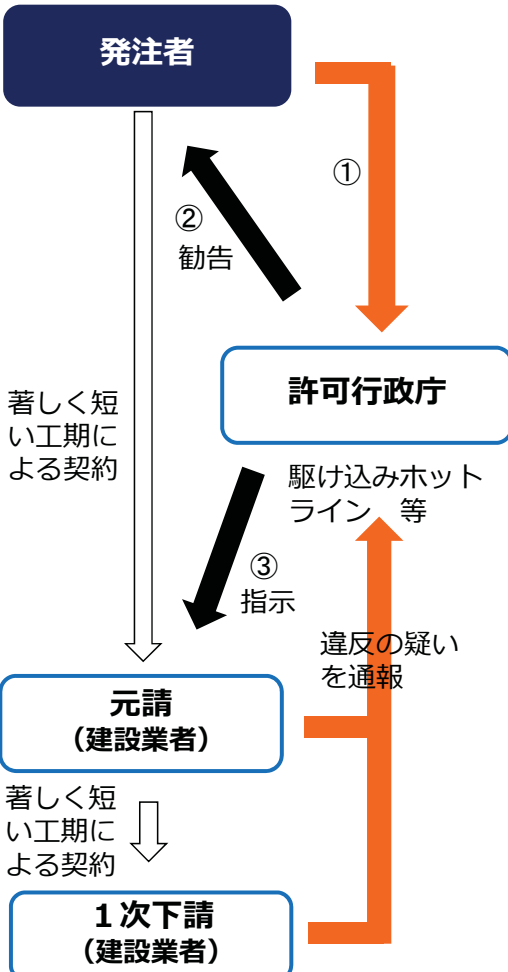 発注者
①
②
勧告
許可行政庁
著しく短
い工期に
よる契約
駆け込みホット
ライン 等
③
指示
違反の疑い
を通報
元請
（建設業者）
著しく短
い工期に
よる契約
１次下請
（建設業者）